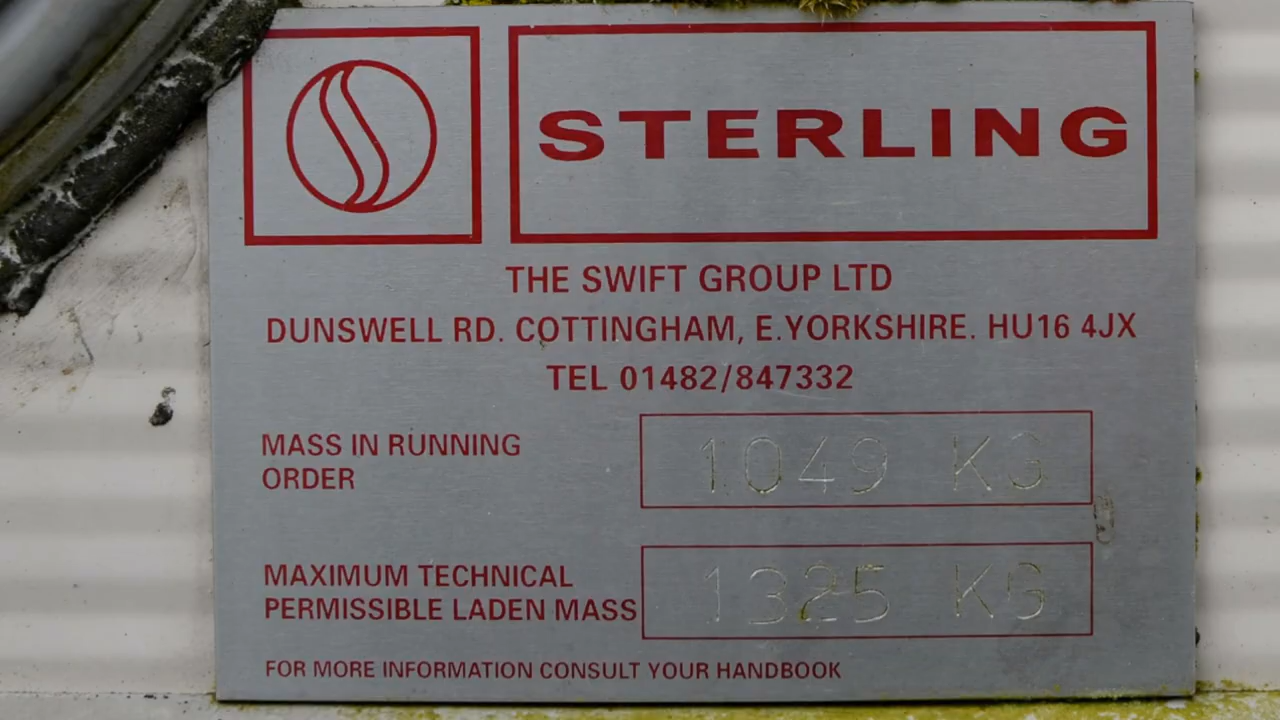 STERLING
THE SWIFT GROUP LTD
DUNSWELL RD. COTTINGHAM, E.YORKSHIRE. HU16 4JX
TEL 01482/847332
MASS IN RUNNING
ORDER
1049 KG
MAXIMUM TECHNICAL
PERMISSIBLE LADEN MASS
1325 KG
FOR MORE INFORMATION CONSULT YOUR HANDBOOK